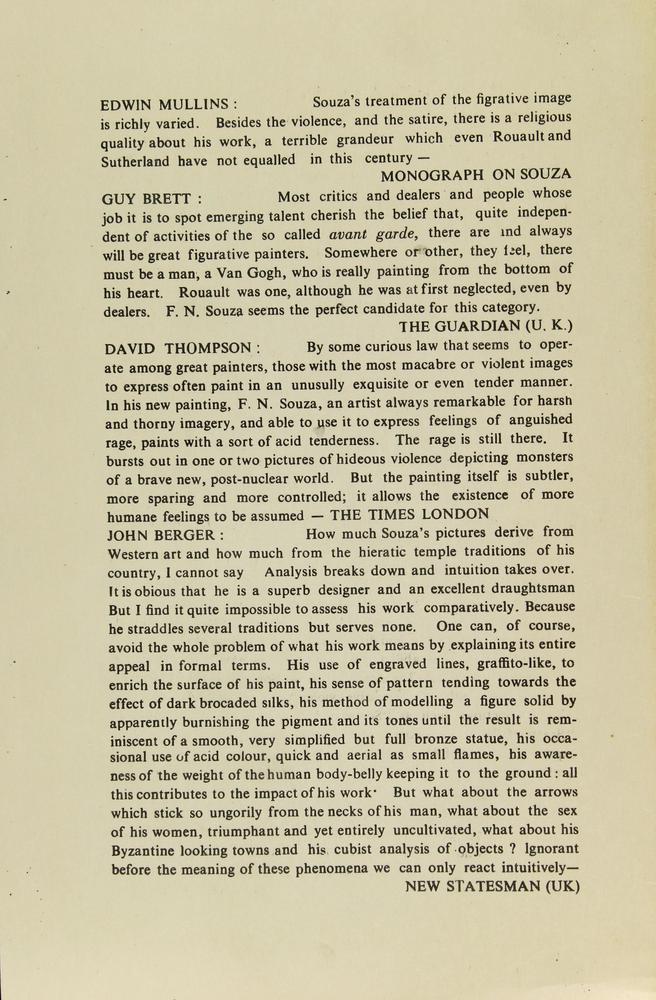 EDWIN MULLINS : Souza's treatment of the figrative image
is richly varied. Besides the violence, and the satire, there is a religious
quality about his work, a terrible grandeur which even Rouault and
Sutherland have not equalled in this century —
MONOGRAPH ON SOUZA
GUY BRETT : Most critics and dealers and people whose
job it is to spot emerging talent cherish the belief that, quite indepen-
dent of activities of the so called avant garde, there are and always
will be great figurative painters. Somewhere or other, they feel, there
must be a man, a Van Gogh, who is really painting from the bottom of
his heart. Rouault was one, although he was at first neglected, even by
dealers. F. N. Souza seems the perfect candidate for this category.
THE GUARDIAN (U. K.)
DAVID THOMPSON : By some curious law that seems to oper-
ate among great painters, those with the most macabre or violent images
to express often paint in an unusully exquisite or even tender manner.
In his new painting, F. N. Souza, an artist always remarkable for harsh
and thorny imagery, and able to use it to express feelings of anguished
rage, paints with a sort of acid tenderness. The rage is still there. It
bursts out in one or two pictures of hideous violence depicting monsters
of a brave new, post-nuclear world. But the painting itself is subtler,
more sparing and more controlled; it allows the existence of more
humane feelings to be assumed — THE TIMES LONDON
JOHN BERGER : How much Souza's pictures derive from
Western art and how much from the hieratic temple traditions of his
country, I cannot say Analysis breaks down and intuition takes over.
It is obious that he is a superb designer and an excellent draughtsman
But I find it quite impossible to assess his work comparatively. Because
he straddles several traditions but serves none. One can, of course,
avoid the whole problem of what his work means by explaining its entire
appeal in formal terms. His use of engraved lines, graffito-like, to
enrich the surface of his paint, his sense of pattern tending towards the
effect of dark brocaded silks, his method of modelling a figure solid by
apparently burnishing the pigment and its tones until the result is rem-
iniscent of a smooth, very simplified but full bronze statue, his occa-
sional use of acid colour, quick and aerial as small flames, his aware-
ness of the weight of the human body-belly keeping it to the ground : all
this contributes to the impact of his work· But what about the arrows
which stick so ungorily from the necks of his man, what about the sex
of his women, triumphant and yet entirely uncultivated, what about his
Byzantine looking towns and his cubist analysis of objects ? Ignorant
before the meaning of these phenomena we can only react intuitively—
NEW STATESMAN (UK)